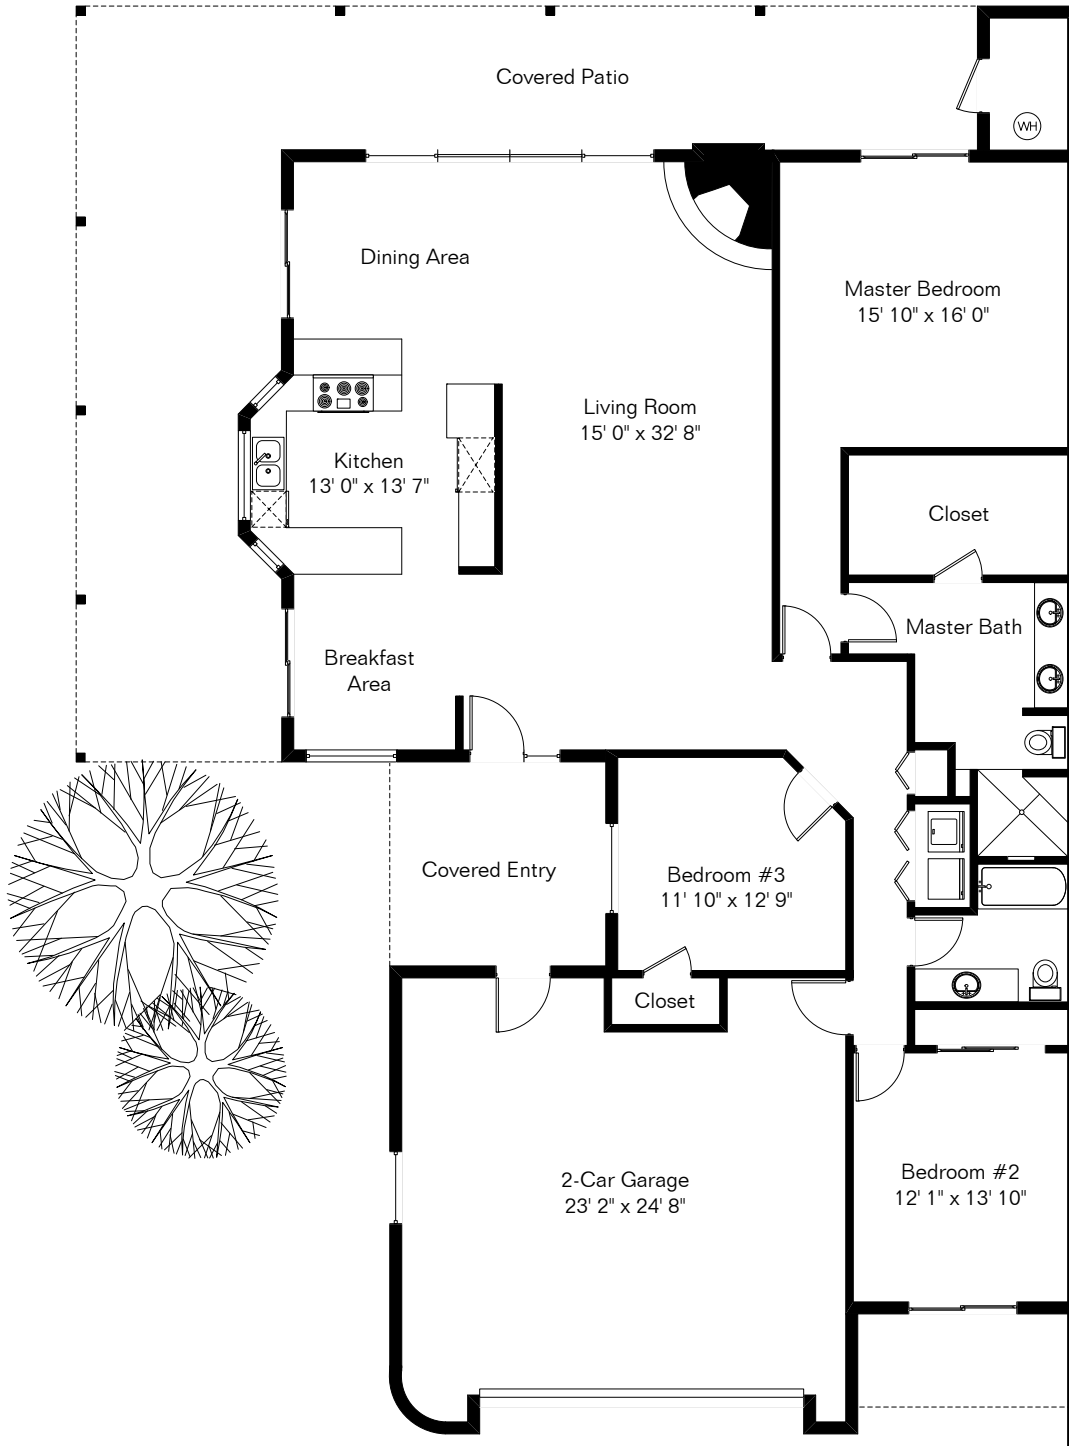 Covered Patio
WH
Dining Area
Master Bedroom
15' 10" x 16' 0"
Living Room
15' 0" x 32' 8"
Kitchen
13' 0" x 13' 7"
Closet
Master Bath
Breakfast
Area
Covered Entry
Bedroom #3
11' 10" x 12' 9"
Closet
2-Car Garage
23' 2" x 24' 8"
Bedroom #2
12' 1" x 13' 10"